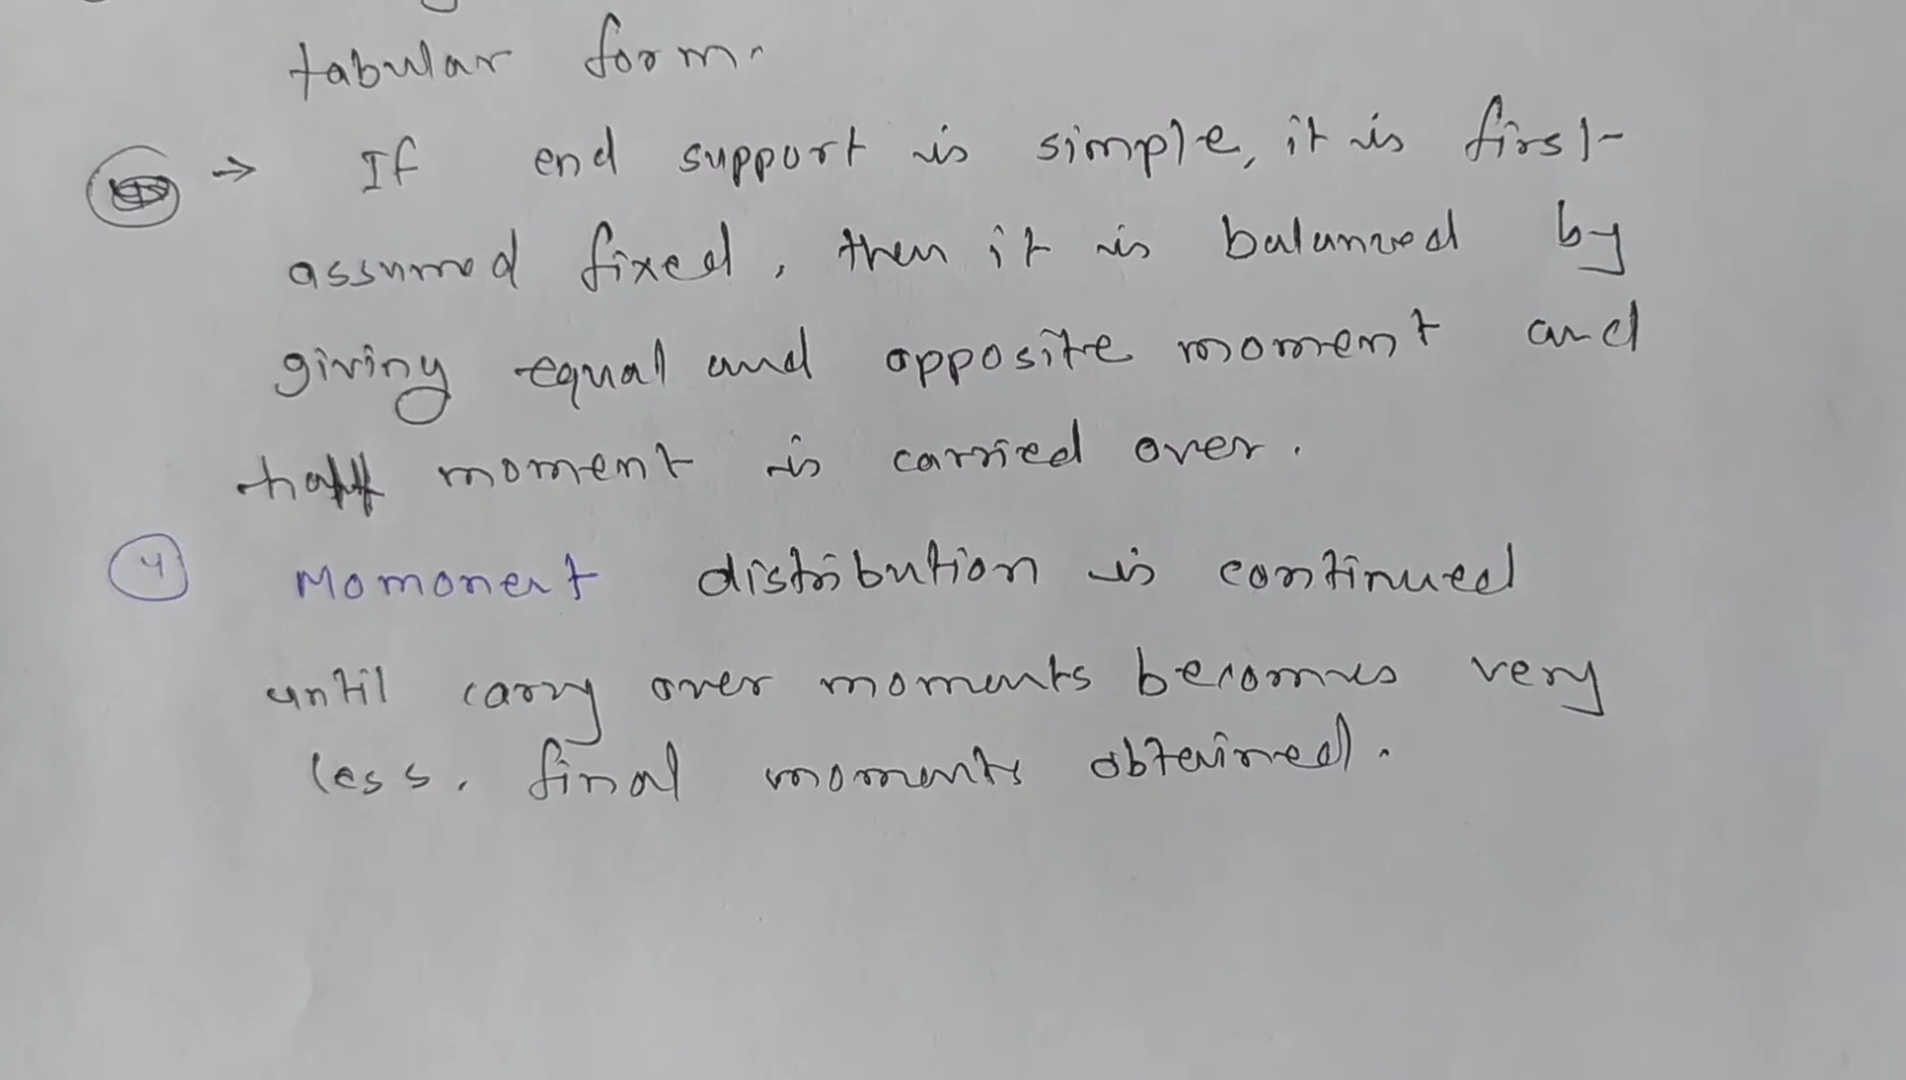 tabular form.
→ If end support is simple, it is first
assumed fixed, then it is balanced by
giving equal and opposite moment and
half moment is carried over.
4 Momonent distribution is continued
until carry over moments becomes very
less. final moments obtained.